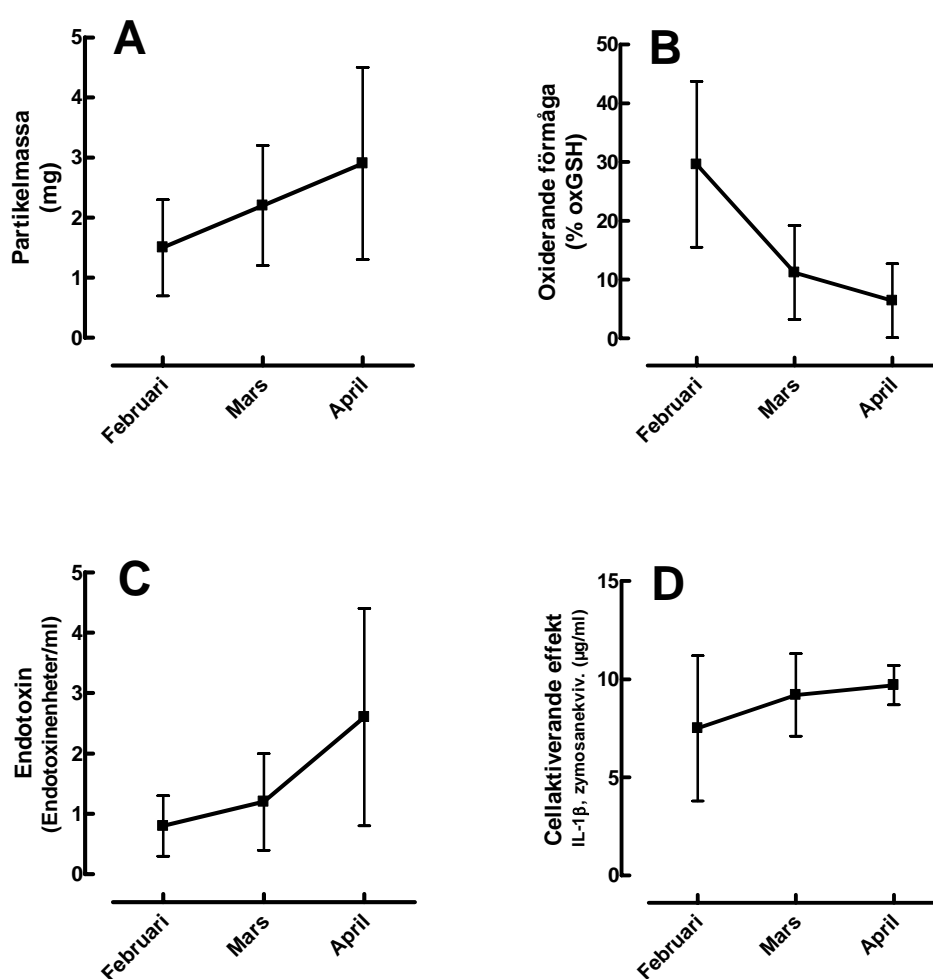 A
Partikelmassa
(mg)
5
4
3
2
1
0
Februari
Mars
April
B
Oxiderande förmåga
(% oxGSH)
50
40
30
20
10
0
Februari
Mars
April
C
Endotoxin
(Endotoxinenheter/ml)
5
4
3
2
1
0
Februari
Mars
April
D
Cellaktiverande effekt
IL-1β, zymosanekviv. (µg/ml)
15
10
5
0
Februari
Mars
April